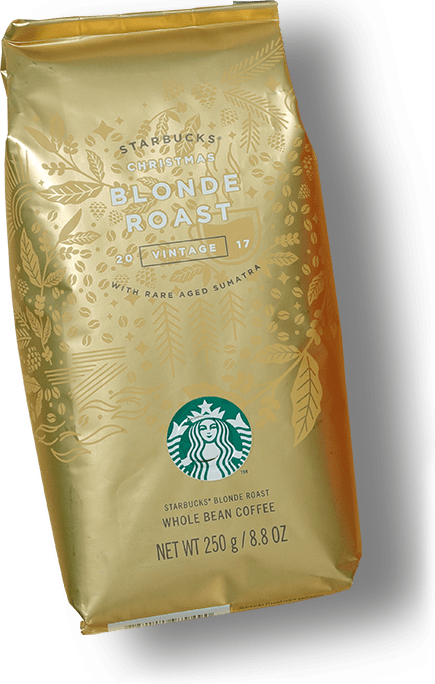 STARBUCKS®
CHRISTMAS
BLONDE
ROAST
20 VINTAGE 17
WITH RARE AGED SUMATRA
TM
STARBUCKS® BLONDE ROAST
WHOLE BEAN COFFEE
NET WT 250 g / 8.8 OZ